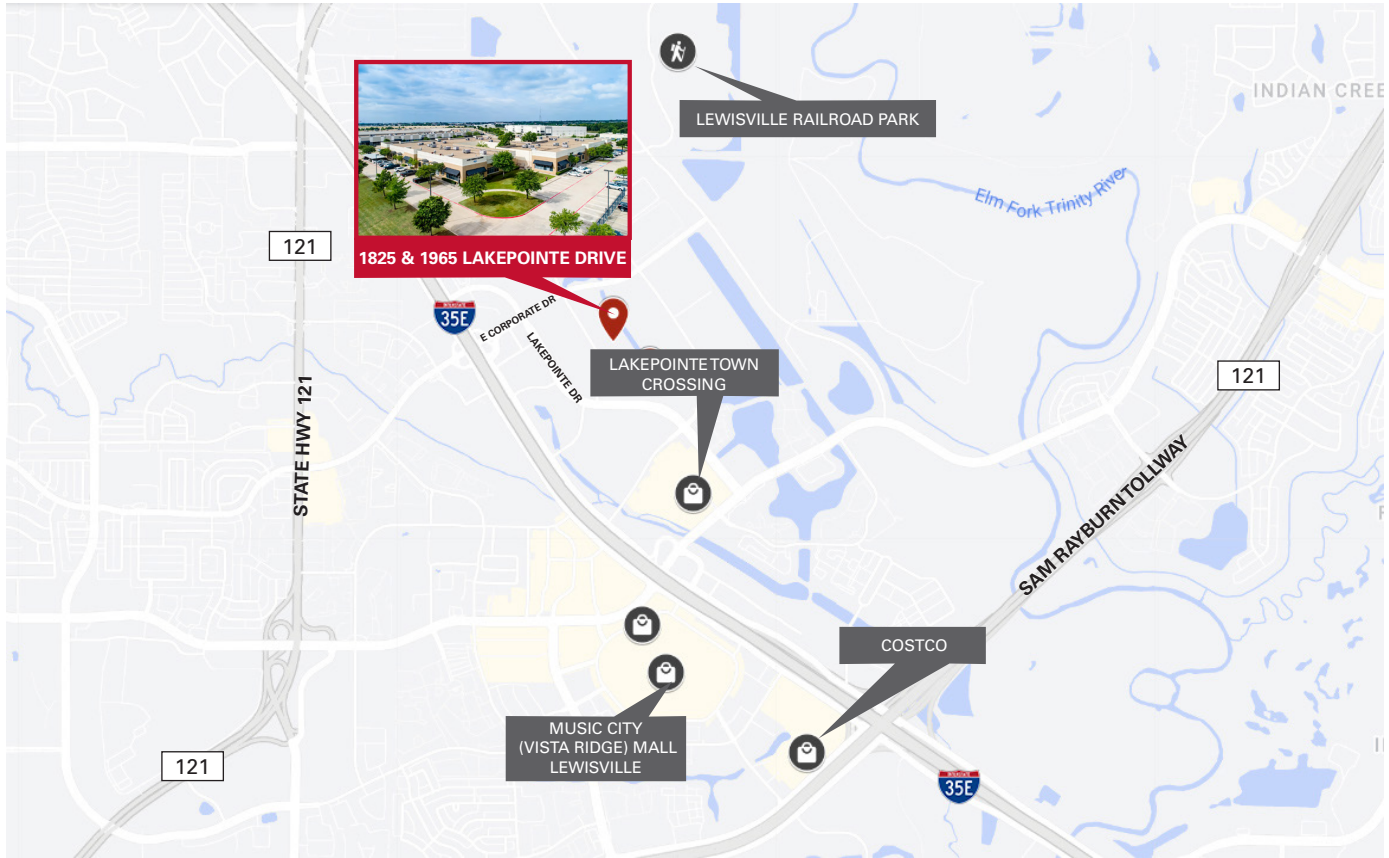 LEWISVILLE RAILROAD PARK
INDIAN CREE
Elm Fork Trinity River
121
1825 & 1965 LAKEPOINTE DRIVE
INTERSTATE
35E
E CORPORATE DR
LAKEPOINTE DR
LAKEPOINTE TOWN
CROSSING
121
STATE HWY 121
SAM RAYBURN TOLLWAY
COSTCO
MUSIC CITY
(VISTA RIDGE) MALL
LEWISVILLE
121
INTERSTATE
35E